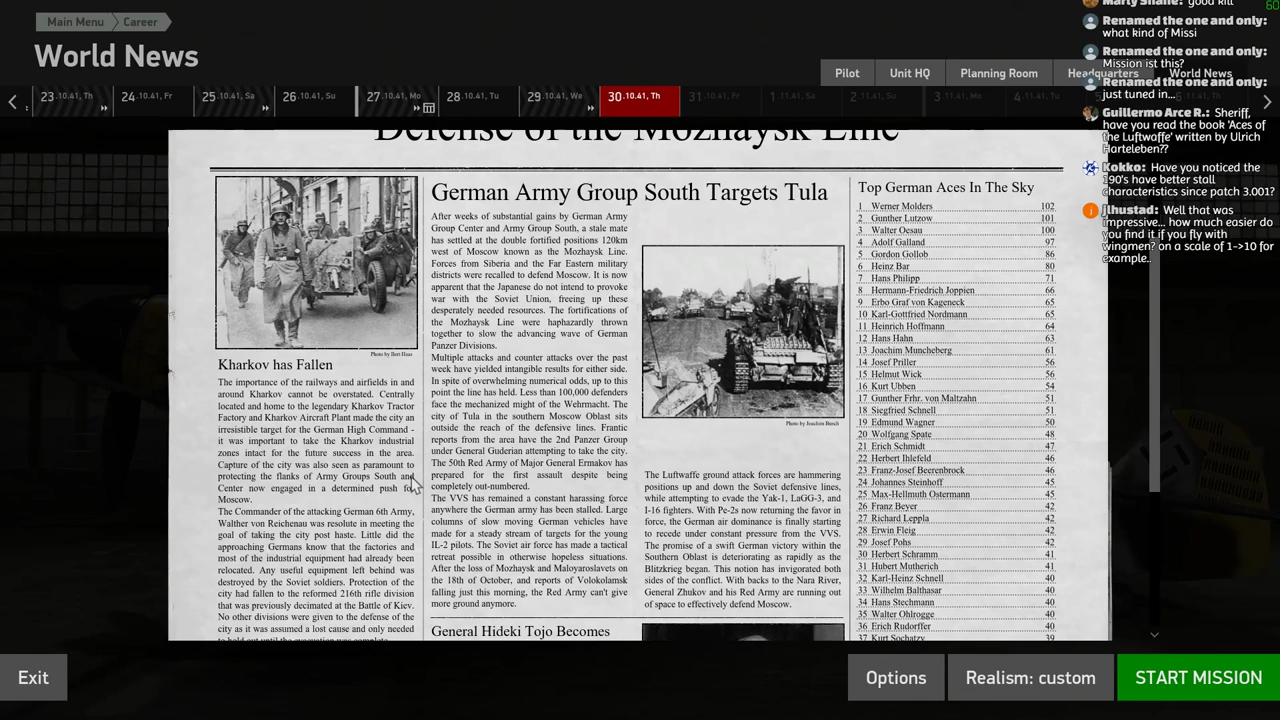 Main Menu
Career
World News
Pilot
Unit HQ
Planning Room
Headquarters
World News
23.10.41, Th
24.10.41, Fr
25.10.41, Sa
26.10.41, Su
27.10.41, Mo
28.10.41, Tu
29.10.41, We
30.10.41, Th
31.10.41, Fr
1.11.41, Sa
2.11.41, Su
3.11.41, Mo
4.11.41, Tu
Defense of the Mozhaysk Line
Photo by Bert Haas
Kharkov has Fallen
The importance of the railways and airfields in and
around Kharkov cannot be overstated. Centrally
located and home to the legendary Kharkov Tractor
Factory and Kharkov Aircraft Plant made the city an
irresistible target for the German High Command -
it was important to take the Kharkov industrial
zones intact for the future success in the area.
Capture of the city was also seen as paramount to
protecting the flanks of Army Groups South and
Center now engaged in a determined push for
Moscow.
The Commander of the attacking German 6th Army,
Walther von Reichenau was resolute in meeting the
goal of taking the city post haste. Little did the
approaching Germans know that the factories and
most of the industrial equipment had already been
relocated. Any useful equipment left behind was
destroyed by the Soviet soldiers. Protection of the
city had fallen to the reformed 216th rifle division
that was previously decimated at the Battle of Kiev.
No other divisions were given to the defense of the
city as it was assumed a lost cause and only needed
to hold out until the evacuation was complete.
German Army Group South Targets Tula
After weeks of substantial gains by German Army
Group Center and Army Group South, a stale mate
has settled at the double fortified positions 120km
west of Moscow known as the Mozhaysk Line.
Forces from Siberia and the Far Eastern military
districts were recalled to defend Moscow. It is now
apparent that the Japanese do not intend to provoke
war with the Soviet Union, freeing up these
desperately needed resources. The fortifications of
the Mozhaysk Line were haphazardly thrown
together to slow the advancing wave of German
Panzer Divisions.
Multiple attacks and counter attacks over the past
week have yielded intangible results for either side.
In spite of overwhelming numerical odds, up to this
point the line has held. Less than 100,000 defenders
face the mechanized might of the Wehrmacht. The
city of Tula in the southern Moscow Oblast sits
outside the reach of the defensive lines. Frantic
reports from the area have the 2nd Panzer Group
under General Guderian attempting to take the city.
The 50th Red Army of Major General Ermakov has
prepared for the first assault despite being
completely out-numbered.
The VVS has remained a constant harassing force
anywhere the German army has been stalled. Large
columns of slow moving German vehicles have
made for a steady stream of targets for the young
IL-2 pilots. The Soviet air force has made a tactical
retreat possible in otherwise hopeless situations.
After the loss of Mozhaysk and Maloyaroslavets on
the 18th of October, and reports of Volokolamsk
falling just this morning, the Red Army can't give
more ground anymore.
Photo by Joachim Busch
The Luftwaffe ground attack forces are hammering
positions up and down the Soviet defensive lines,
while attempting to evade the Yak-1, LaGG-3, and
I-16 fighters. With Pe-2s now returning the favor in
force, the German air dominance is finally starting
to recede under constant pressure from the VVS.
The promise of a swift German victory within the
Southern Oblast is deteriorating as rapidly as the
Blitzkrieg began. This notion has invigorated both
sides of the conflict. With backs to the Nara River,
General Zhukov and his Red Army are running out
of space to effectively defend Moscow.
General Hideki Tojo Becomes
Top German Aces In The Sky
1 Werner Molders 102
2 Gunther Lutzow 101
3 Walter Oesau 100
4 Adolf Galland 97
5 Gordon Gollob 86
6 Heinz Bar 80
7 Hans Philipp 71
8 Hermann-Friedrich Joppien 66
9 Erbo Graf von Kageneck 65
10 Karl-Gottfried Nordmann 65
11 Heinrich Hoffmann 64
12 Hans Hahn 63
13 Joachim Muncheberg 61
14 Josef Priller 56
15 Helmut Wick 56
16 Kurt Ubben 54
17 Gunther Frhr. von Maltzahn 51
18 Siegfried Schnell 51
19 Edmund Wagner 50
20 Wolfgang Spate 48
21 Erich Schmidt 47
22 Herbert Ihlefeld 46
23 Franz-Josef Beerenbrock 46
24 Johannes Steinhoff 45
25 Max-Hellmuth Ostermann 45
26 Franz Beyer 42
27 Richard Leppla 42
28 Erwin Fleig 42
29 Josef Pohs 42
30 Herbert Schramm 41
31 Hubert Mutherich 41
32 Karl-Heinz Schnell 40
33 Wilhelm Balthasar 40
34 Hans Stechmann 40
35 Walter Ohlrogge 40
36 Erich Rudorffer 40
37 Kurt Sochatzy 39
Marty Shane: good kill
60
Renamed the one and only:
what kind of Missi
Renamed the one and only:
Mission ist this?
Renamed the one and only:
just tuned in...
Guillermo Arce R.: Sheriff,
have you read the book 'Aces of
the Luftwaffe' written by Ulrich
Harteleben??
Kokko: Have you noticed the
190's have better stall
characteristics since patch 3.001?
jlhustad: Well that was
impressive... how much easier do
you find it if you fly with
wingmen? on a scale of 1->10 for
example..
Exit
Options
Realism: custom
START MISSION